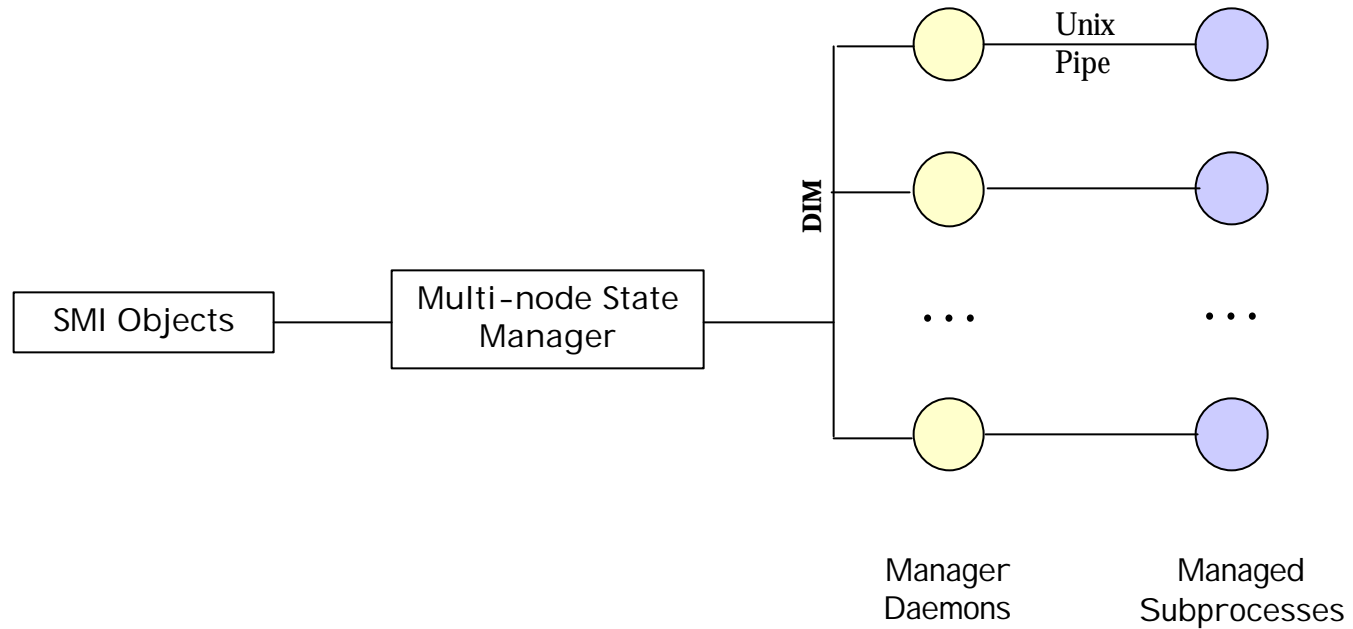 Unix
Pipe
DIM
SMI Objects
Multi-node State
Manager
...
...
Manager
Daemons
Managed
Subprocesses